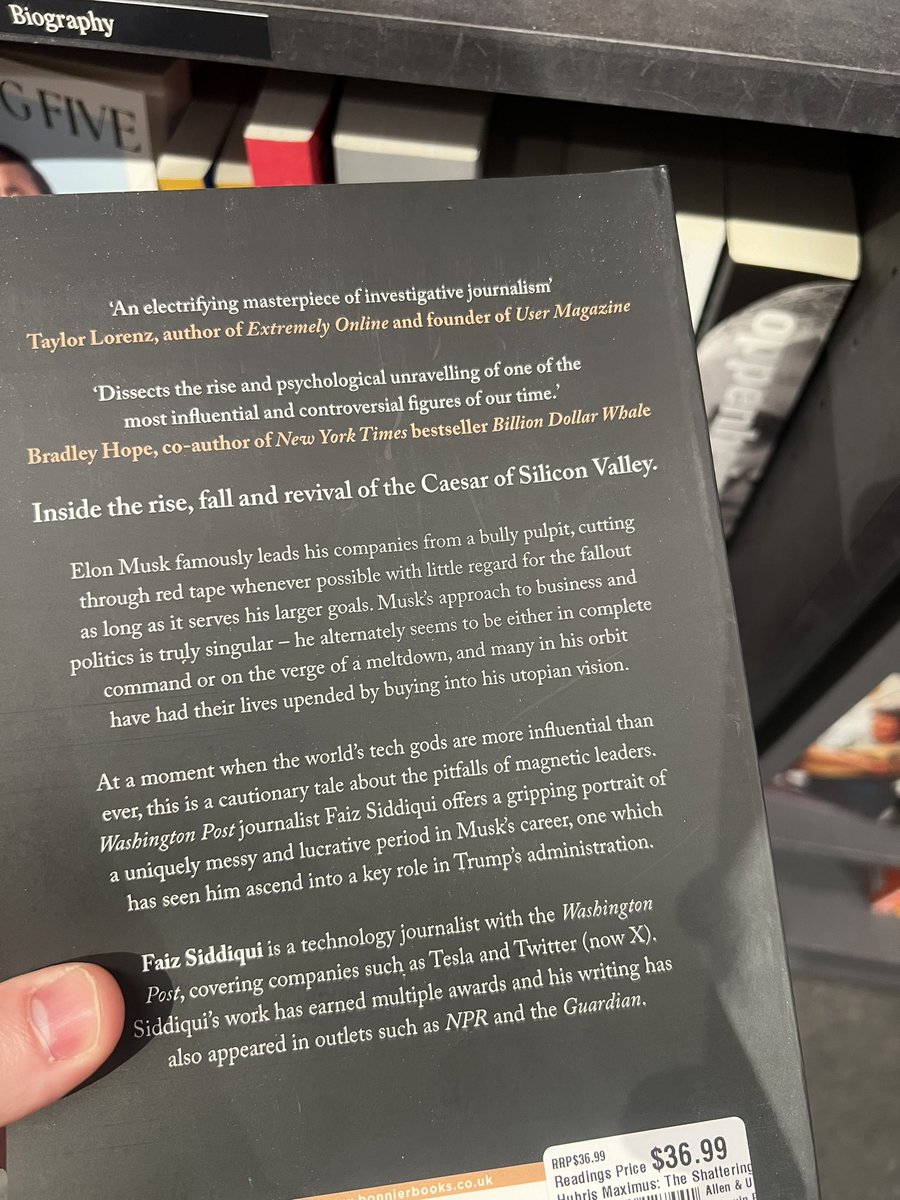 Biography
G FIVE
oppenh
'An electrifying masterpiece of investigative journalism'
Taylor Lorenz, author of Extremely Online and founder of User Magazine
'Dissects the rise and psychological unravelling of one of the
most influential and controversial figures of our time.'
Bradley Hope, co-author of New York Times bestseller Billion Dollar Whale
Inside the rise, fall and revival of the Caesar of Silicon Valley.
Elon Musk famously leads his companies from a bully pulpit, cutting
through red tape whenever possible with little regard for the fallout
as long as it serves his larger goals. Musk's approach to business and
politics is truly singular – he alternately seems to be either in complete
command or on the verge of a meltdown, and many in his orbit
have had their lives upended by buying into his utopian vision.
At a moment when the world's tech gods are more influential than
ever, this is a cautionary tale about the pitfalls of magnetic leaders.
Washington Post journalist Faiz Siddiqui offers a gripping portrait of
a uniquely messy and lucrative period in Musk's career, one which
has seen him ascend into a key role in Trump's administration.
Faiz Siddiqui is a technology journalist with the Washington
Post, covering companies such as Tesla and Twitter (now X).
Siddiqui's work has earned multiple awards and his writing has
also appeared in outlets such as NPR and the Guardian.
bonnierbooks.co.uk
RRP$36.99
Readings Price $36.99
Hubris Maximus: The Shattering
Allen & U